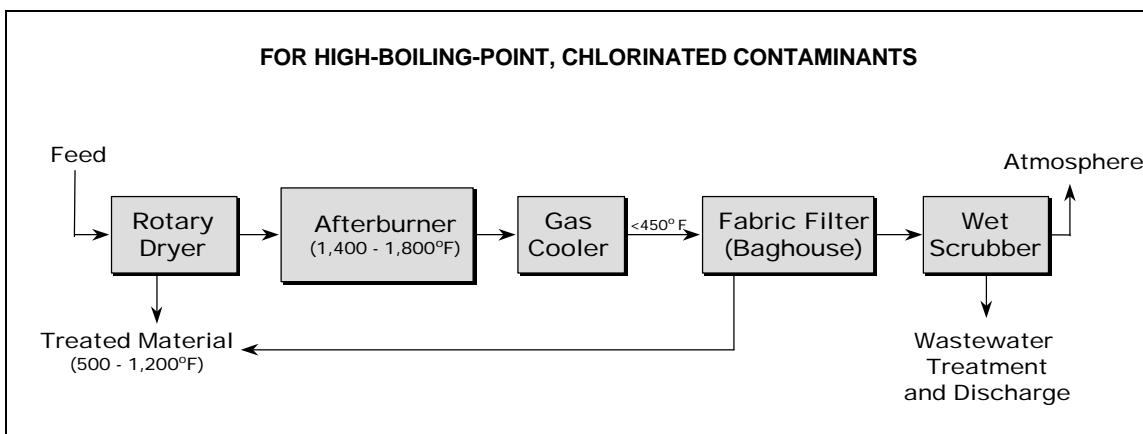 FOR HIGH-BOILING-POINT, CHLORINATED CONTAMINANTS
Feed
Atmosphere
Rotary
Dryer
Afterburner
(1,400 - 1,800°F)
Gas
Cooler
<450° F
Fabric Filter
(Baghouse)
Wet
Scrubber
Treated Material
(500 - 1,200°F)
Wastewater
Treatment
and Discharge